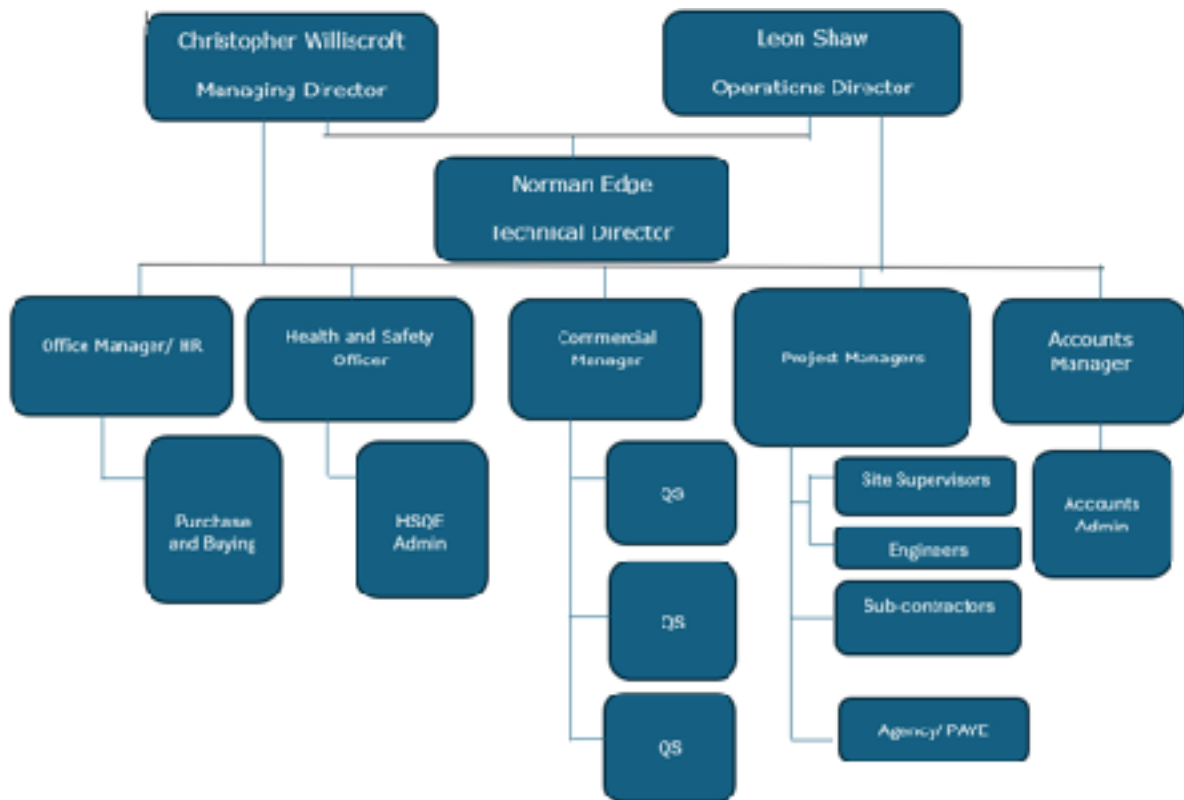 Christopher Williscroft
Managing Director
Leon Shaw
Operations Director
Norman Edge
Technical Director
Office Manager/ HR
Health and Safety
Officer
Commercial
Manager
Project Managers
Accounts
Manager
Purchase
and Buying
HSQE
Admin
QS
QS
QS
Site Supervisors
Engineers
Sub-contractors
Agency/ PAYE
Accounts
Admin